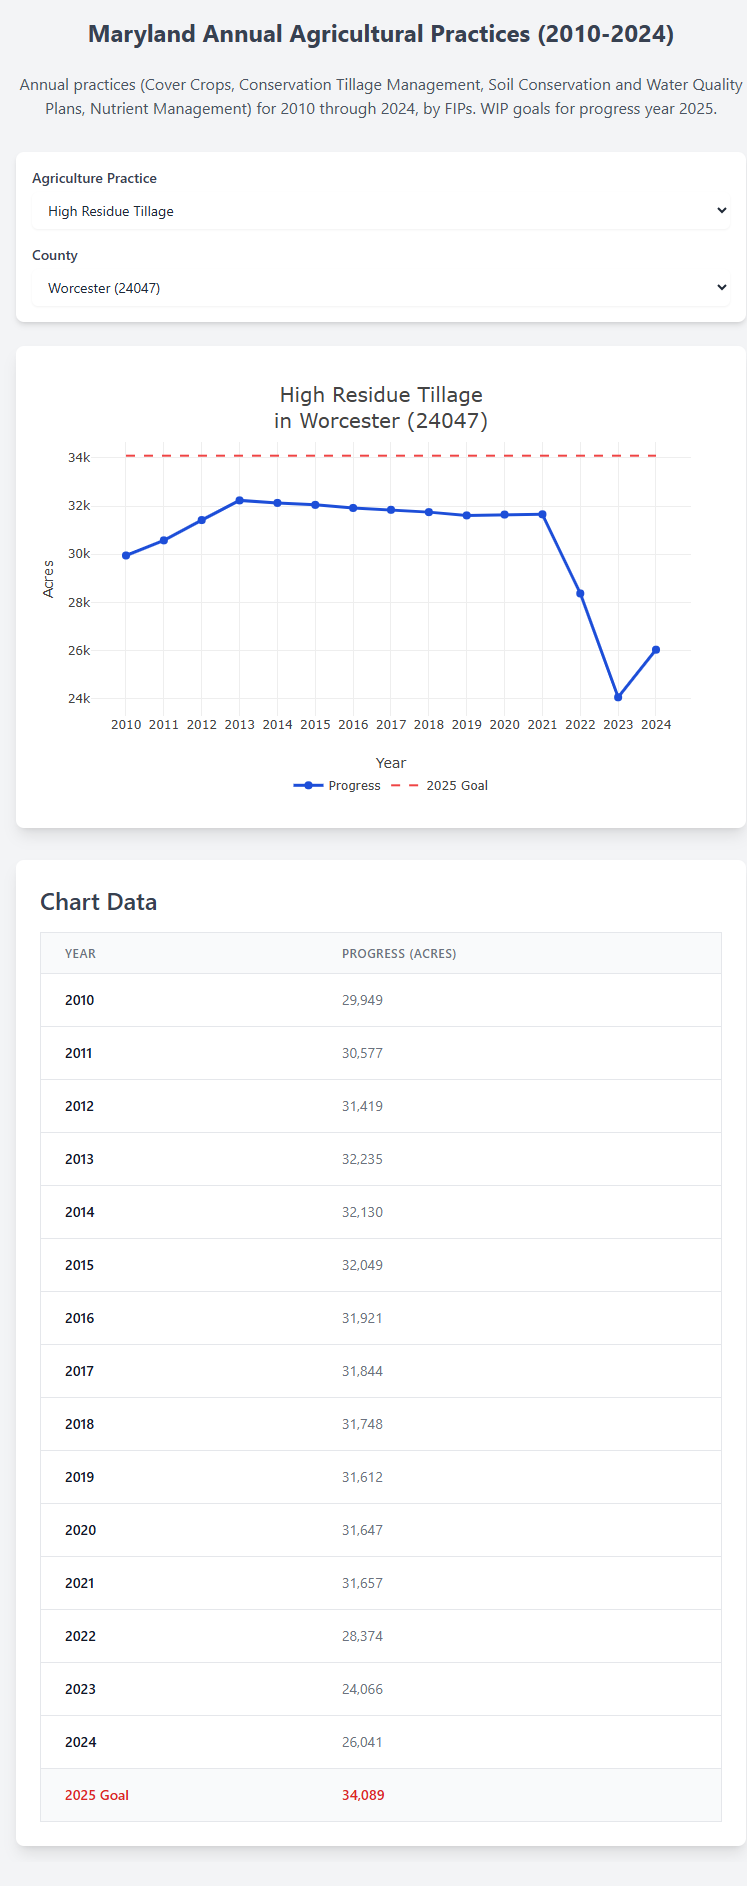 Maryland Annual Agricultural Practices (2010-2024)
Annual practices (Cover Crops, Conservation Tillage Management, Soil Conservation and Water Quality
Plans, Nutrient Management) for 2010 through 2024, by FIPs. WIP goals for progress year 2025.
Agriculture Practice
High Residue Tillage
County
Worcester (24047)
High Residue Tillage
in Worcester (24047)
34k
32k
30k
28k
26k
24k
Acres
2010 2011 2012 2013 2014 2015 2016 2017 2018 2019 2020 2021 2022 2023 2024
Year
Progress 2025 Goal
Chart Data
YEAR PROGRESS (ACRES)
2010 29,949
2011 30,577
2012 31,419
2013 32,235
2014 32,130
2015 32,049
2016 31,921
2017 31,844
2018 31,748
2019 31,612
2020 31,647
2021 31,657
2022 28,374
2023 24,066
2024 26,041
2025 Goal 34,089